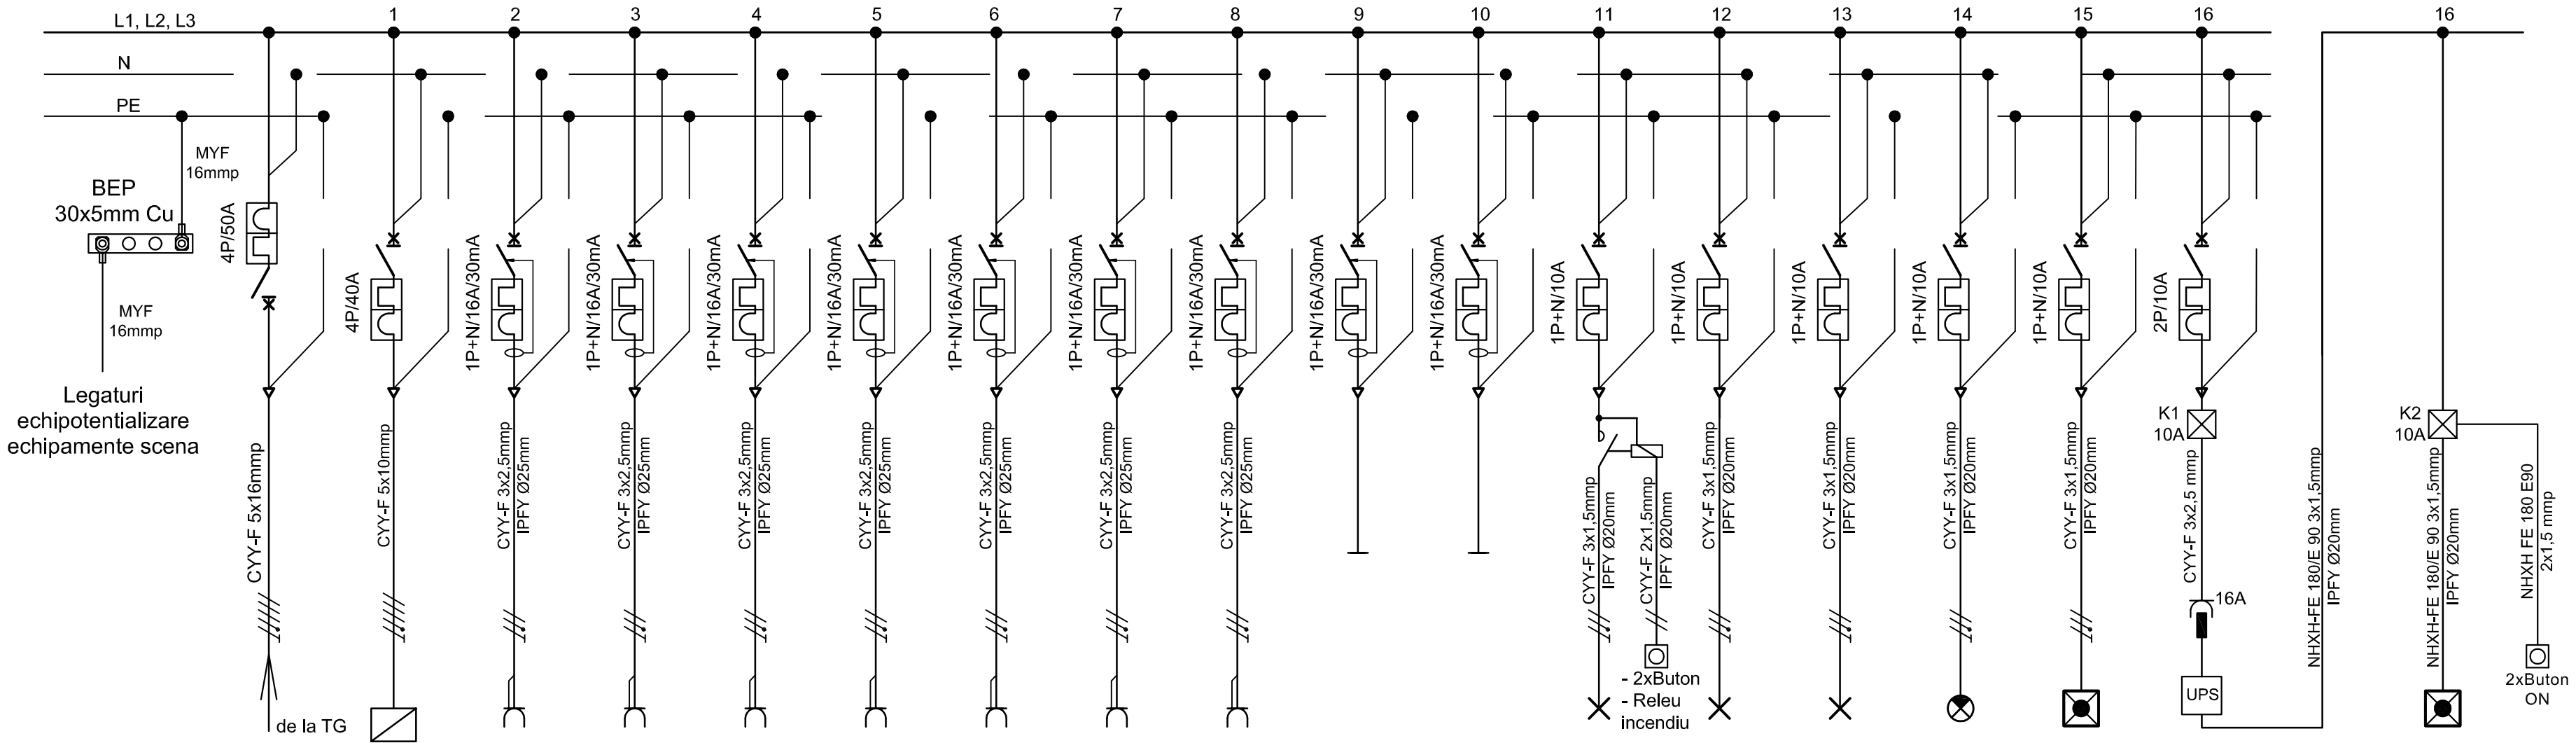 L1, L2, L3
1
2
3
4
5
6
7
8
9
10
11
12
13
14
15
16
16
N
PE
MYF
16mmp
BEP
30x5mm Cu
MYF
16mmp
Legaturi
echipotentializare
echipamente scena
4P/50A
CYY-F 5x16mmp
de la TG
4P/40A
CYY-F 5x10mmp
1P+N/16A/30mA
CYY-F 3x2,5mmp
IPFY Ø25mm
1P+N/16A/30mA
CYY-F 3x2,5mmp
IPFY Ø25mm
1P+N/16A/30mA
CYY-F 3x2,5mmp
IPFY Ø25mm
1P+N/16A/30mA
CYY-F 3x2,5mmp
IPFY Ø25mm
1P+N/16A/30mA
CYY-F 3x2,5mmp
IPFY Ø25mm
1P+N/16A/30mA
CYY-F 3x2,5mmp
IPFY Ø25mm
1P+N/16A/30mA
CYY-F 3x2,5mmp
IPFY Ø25mm
1P+N/16A/30mA
1P+N/16A/30mA
1P+N/10A
CYY-F 3x1,5mmp
IPFY Ø20mm
CYY-F 2x1,5mmp
IPFY Ø20mm
- 2xButon
- Releu
incendiu
1P+N/10A
CYY-F 3x1,5mmp
IPFY Ø20mm
1P+N/10A
CYY-F 3x1,5mmp
IPFY Ø20mm
1P+N/10A
CYY-F 3x1,5mmp
IPFY Ø20mm
1P+N/10A
CYY-F 3x1,5mmp
IPFY Ø20mm
2P/10A
K1
10A
CYY-F 3x2,5 mmp
16A
UPS
NHXH-FE 180/E 90 3x1,5mmp
IPFY Ø20mm
K2
10A
NHXH-FE 180/E 90 3x1,5mmp
IPFY Ø20mm
NHXH FE 180 E90
2x1,5 mmp
2xButon
ON